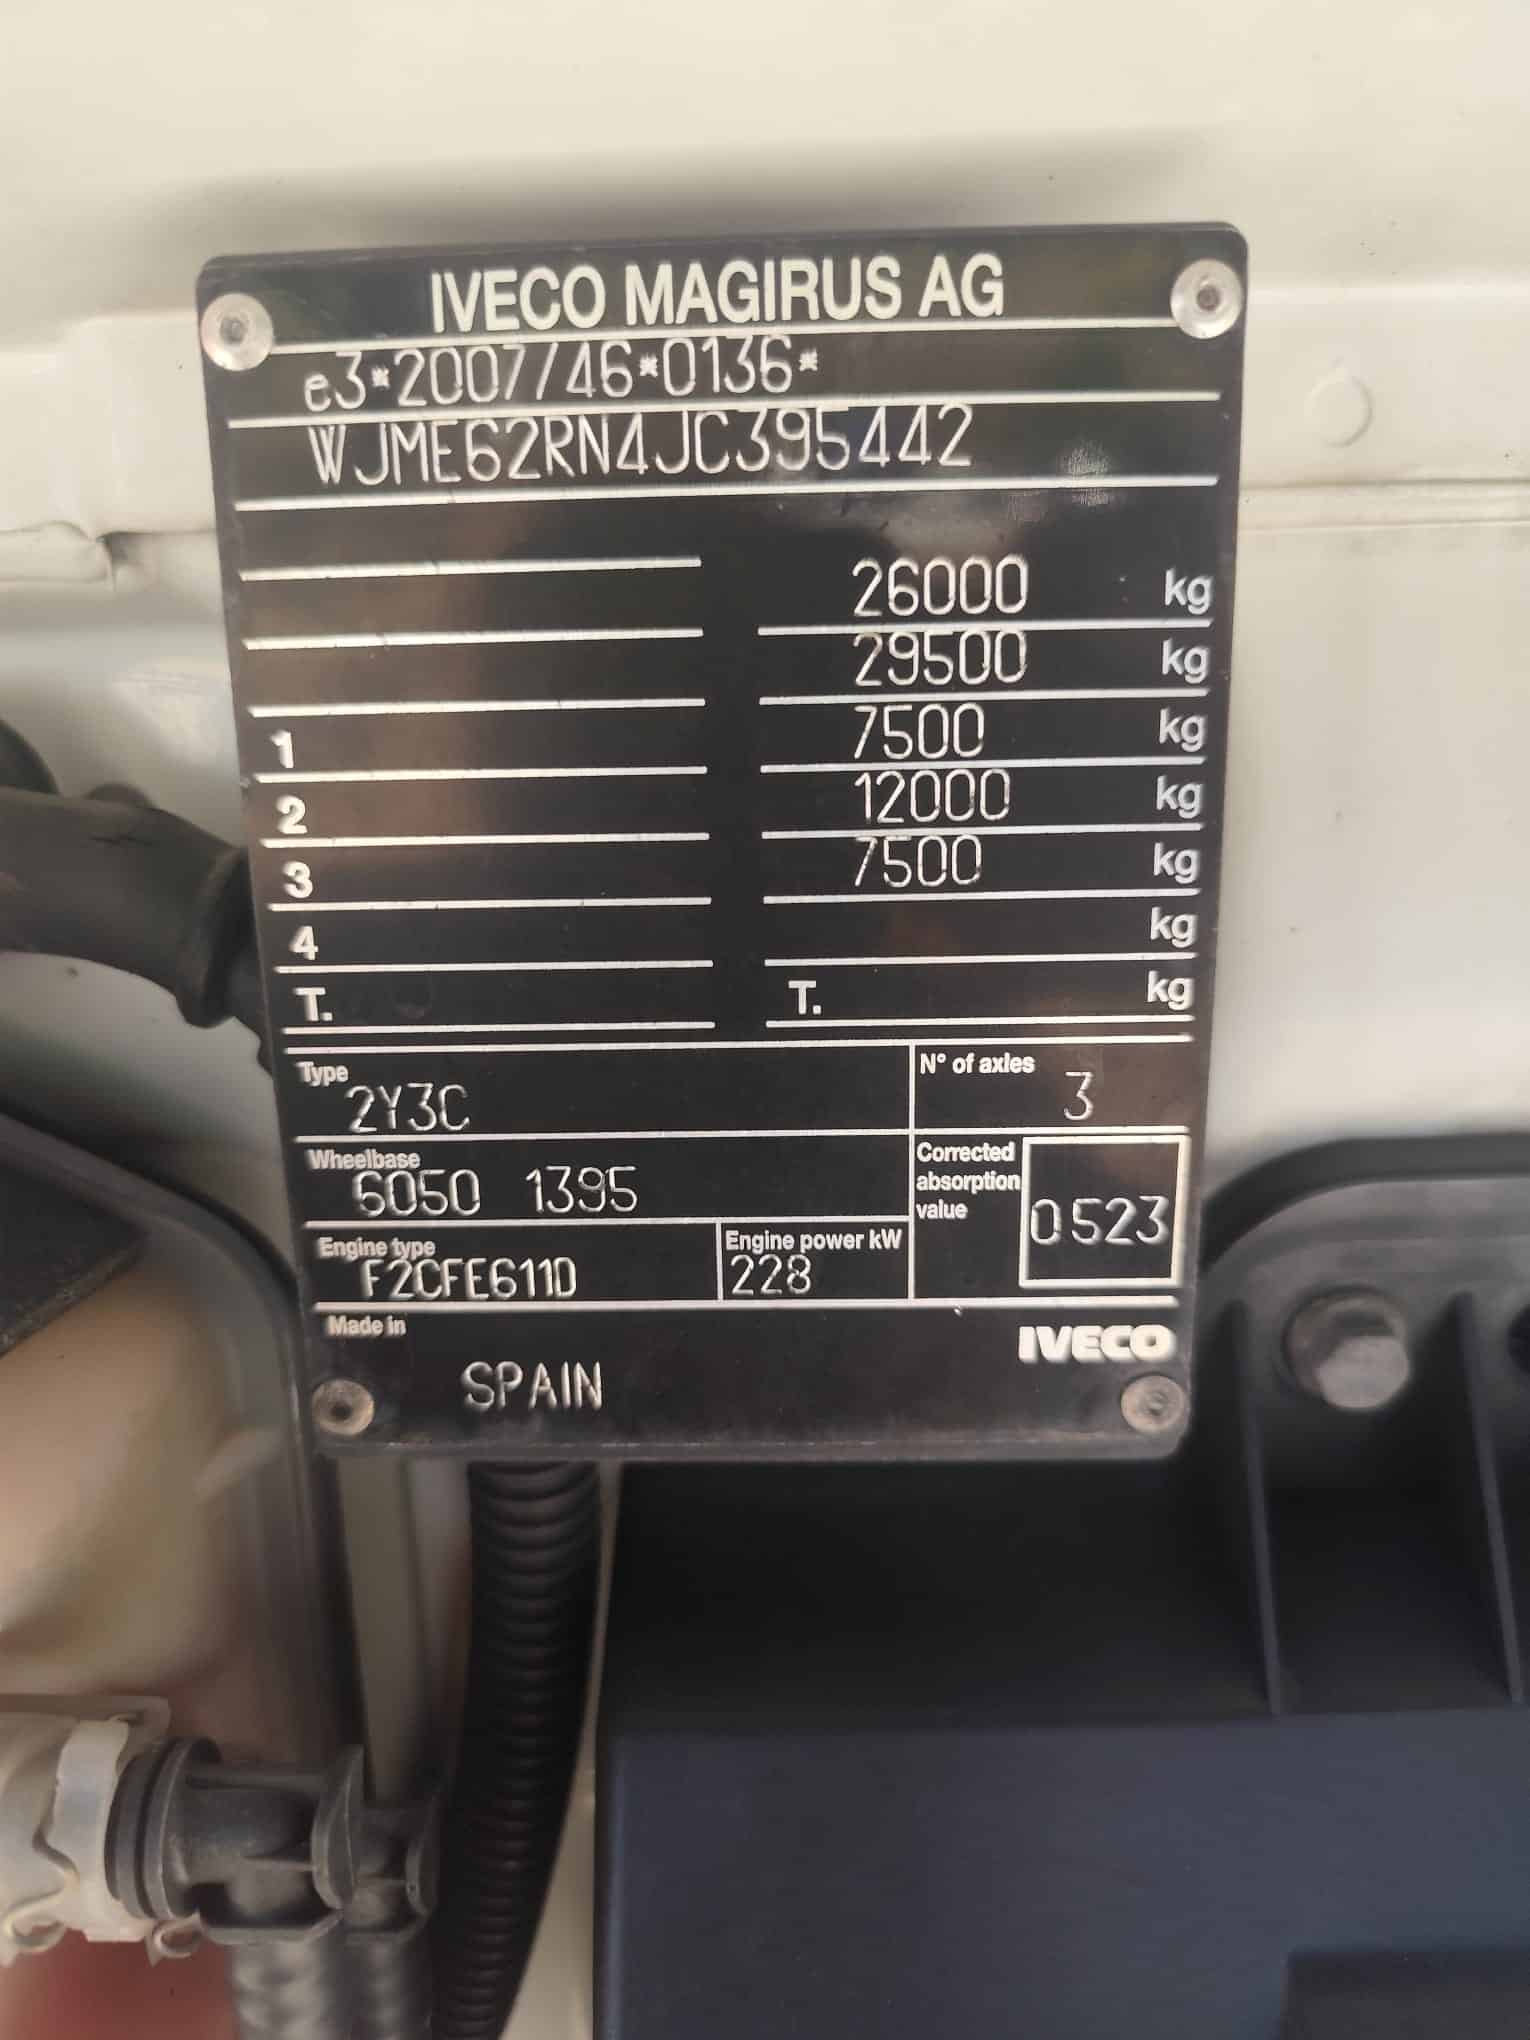 IVECO MAGIRUS AG
e3*2007/46*0136*
WJME62RN4JC395442
26000 kg
29500 kg
1 7500 kg
2 12000 kg
3 7500 kg
4 kg
T. T. kg
Type 2Y3C
N° of axles 3
Wheelbase 6050 1395
Corrected absorption value 0523
Engine type F2CFE611D
Engine power kW 228
Made in SPAIN
IVECO